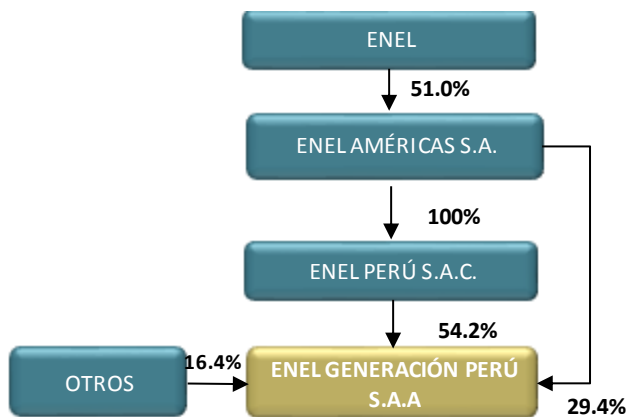 ENEL
51.0%
ENEL AMÉRICAS S.A.
100%
ENEL PERÚ S.A.C.
54.2%
16.4%
OTROS
ENEL GENERACIÓN PERÚ
S.A.A
29.4%